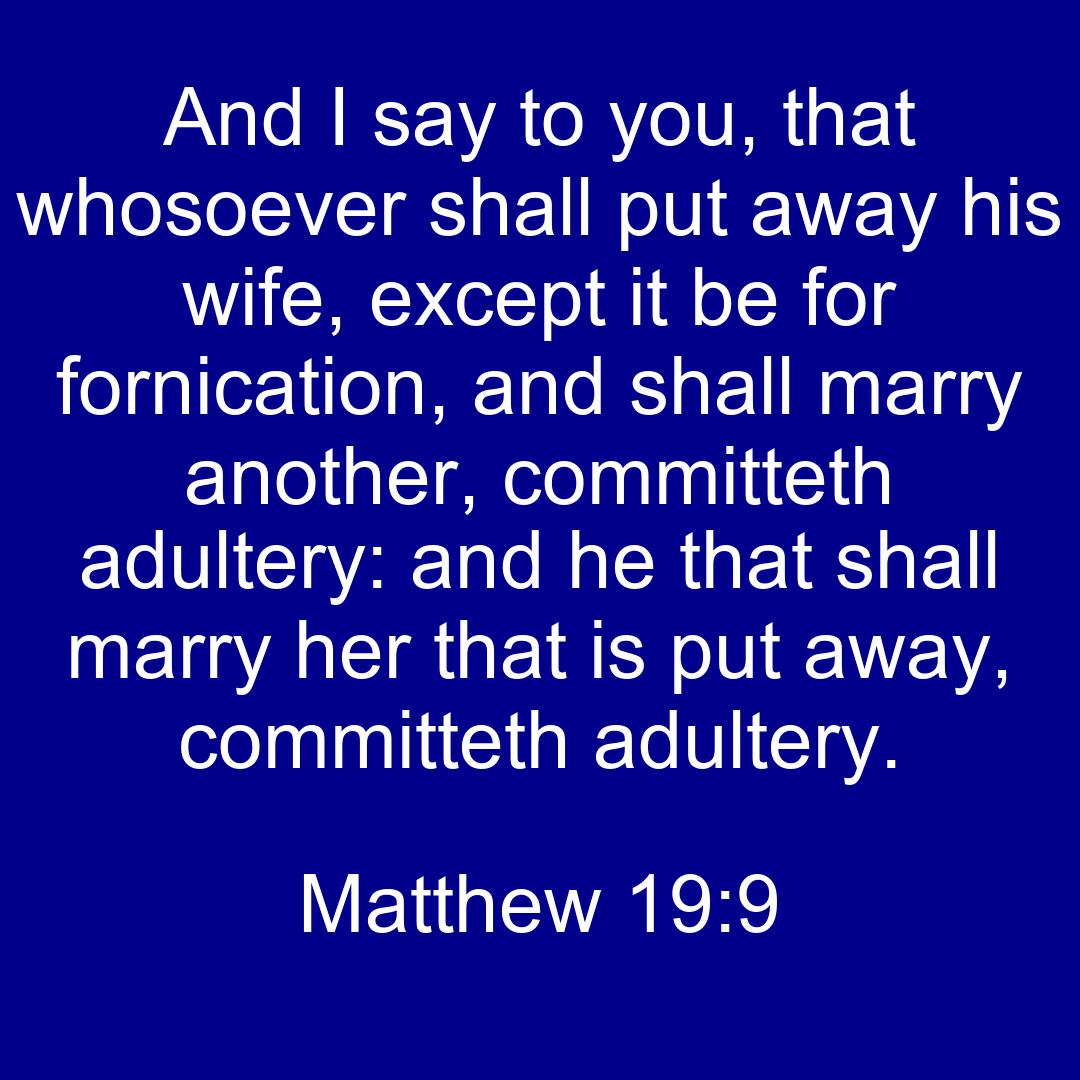 And I say to you, that
whosoever shall put away his
wife, except it be for
fornication, and shall marry
another, committeth
adultery: and he that shall
marry her that is put away,
committeth adultery.
Matthew 19:9